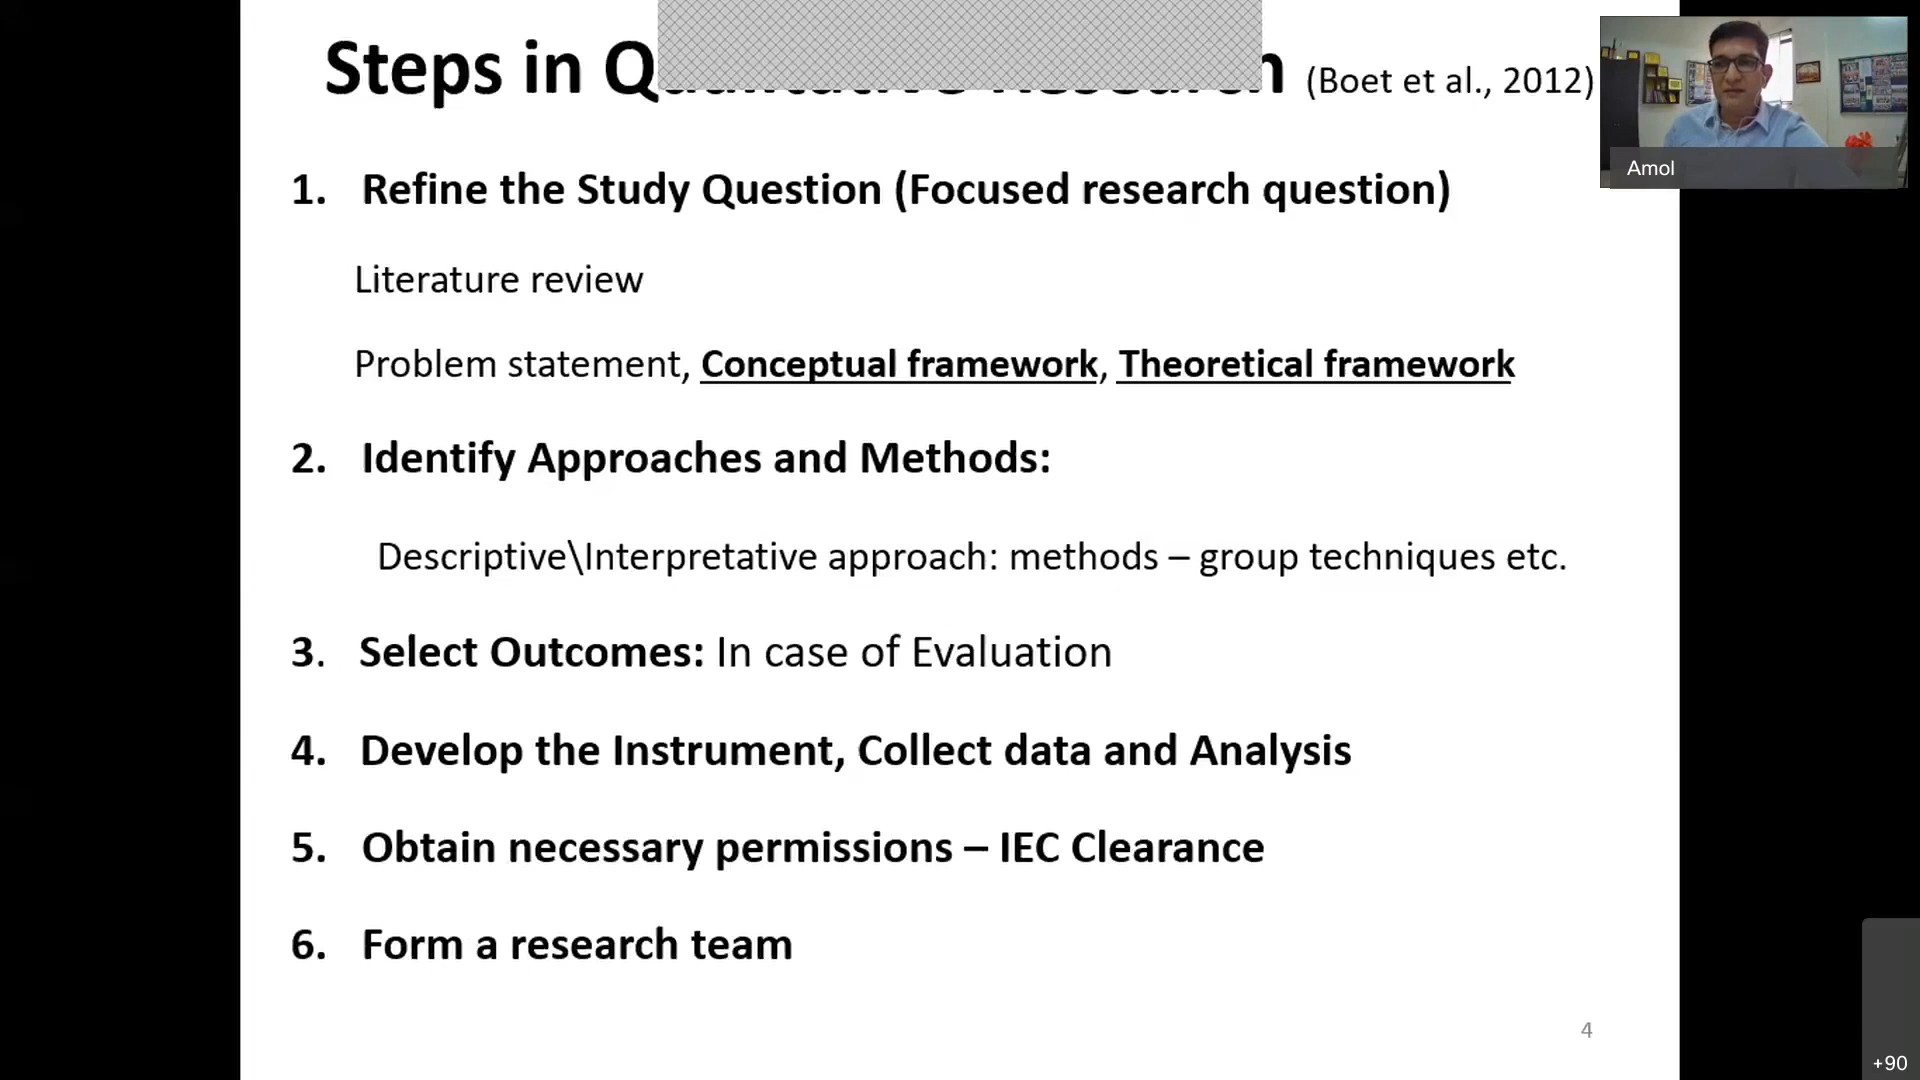 Steps in (Boet et al., 2012)
Amol
1. Refine the Study Question (Focused research question)
Literature review
Problem statement, Conceptual framework, Theoretical framework
2. Identify Approaches and Methods:
Descriptive\Interpretative approach: methods – group techniques etc.
3. Select Outcomes: In case of Evaluation
4. Develop the Instrument, Collect data and Analysis
5. Obtain necessary permissions – IEC Clearance
6. Form a research team
4
+90